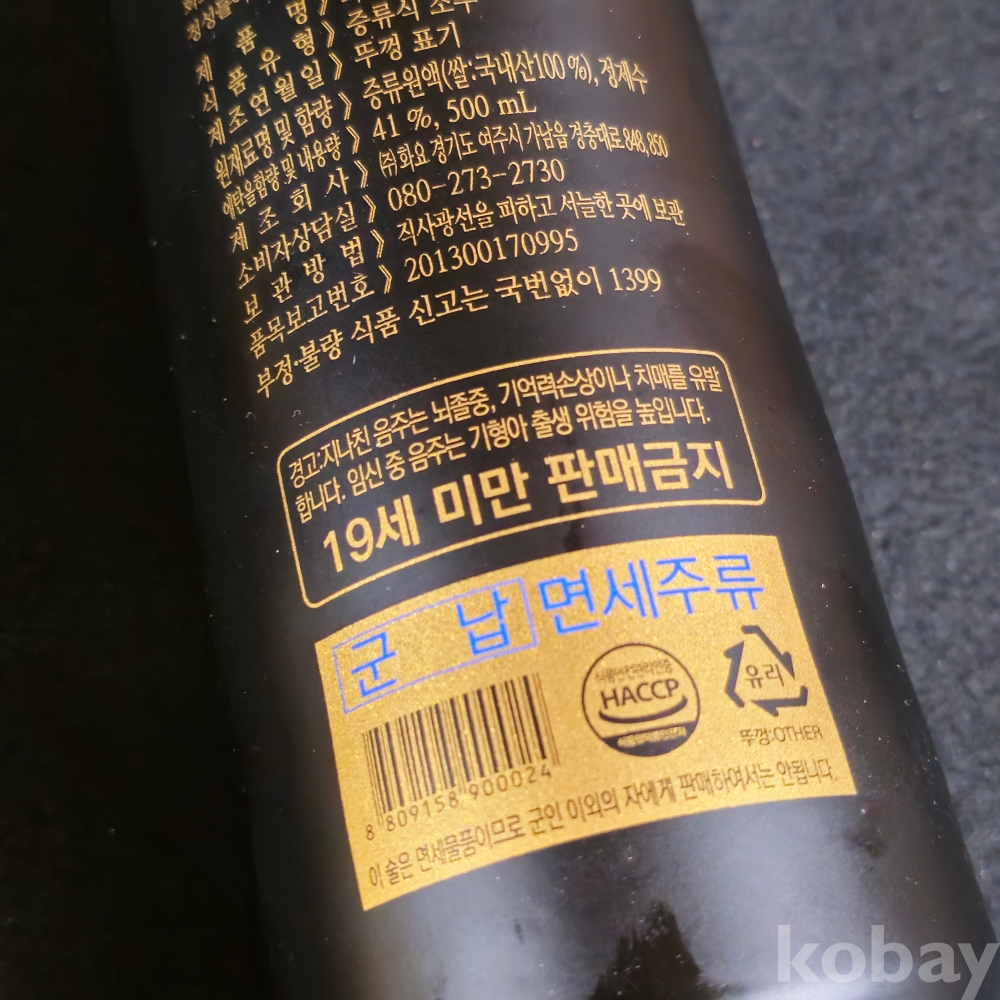 제 품 명 》
식 품 유 형 》 증류식 소주
제조연월일 》 뚜껑 표기
원재료명 및 함량 》 증류원액(쌀:국내산100 %), 정제수
에탄올함량 및 내용량 》 41 %, 500 mL
제 조 회 사 》 ㈜화요 경기도 여주시 가남읍 경충대로 848, 850
소비자상담실 》 080-273-2730
보 관 방 법 》 직사광선을 피하고 서늘한 곳에 보관
품목보고번호 》 201300170995
부정·불량 식품 신고는 국번없이 1399
경고:지나친 음주는 뇌졸중, 기억력손상이나 치매를 유발
합니다. 임신 중 음주는 기형아 출생 위험을 높입니다.
19세 미만 판매금지
군 납 면세주류
HACCP
유리
뚜껑:OTHER
8 809158 900024
이 술은 면세물품이므로 군인 이외의 자에게 판매하여서는 안됩니다.
kobay